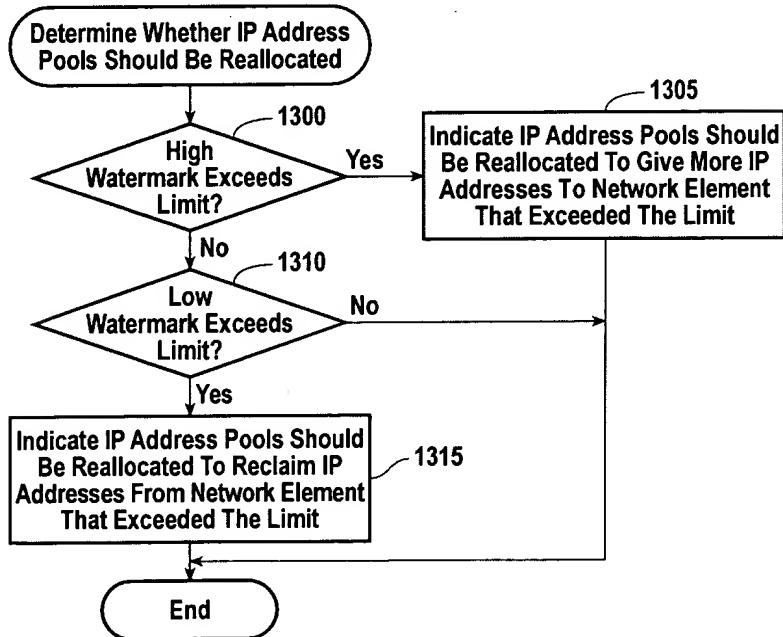 Determine Whether IP Address
Pools Should Be Reallocated
1300
High
Watermark Exceeds
Limit?
Yes
1305
Indicate IP Address Pools Should
Be Reallocated To Give More IP
Addresses To Network Element
That Exceeded The Limit
No
1310
Low
Watermark Exceeds
Limit?
No
Yes
Indicate IP Address Pools Should
Be Reallocated To Reclaim IP
Addresses From Network Element
That Exceeded The Limit
1315
End